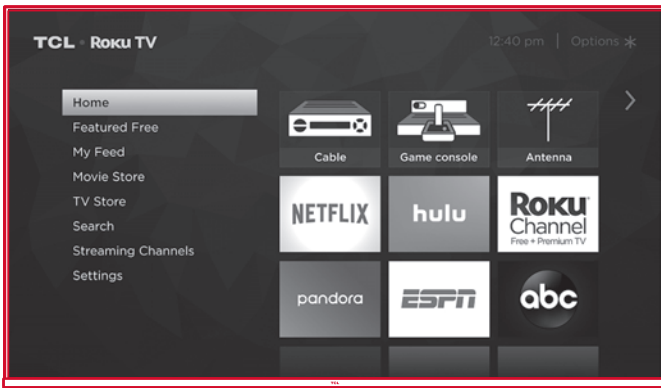 TCL · Roku TV
12:40 pm | Options
Home
Featured Free
My Feed
Movie Store
TV Store
Search
Streaming Channels
Settings
Cable
Game console
Antenna
NETFLIX
hulu
Roku
Channel
Free + Premium TV
pandora
ESPN
abc
TCL